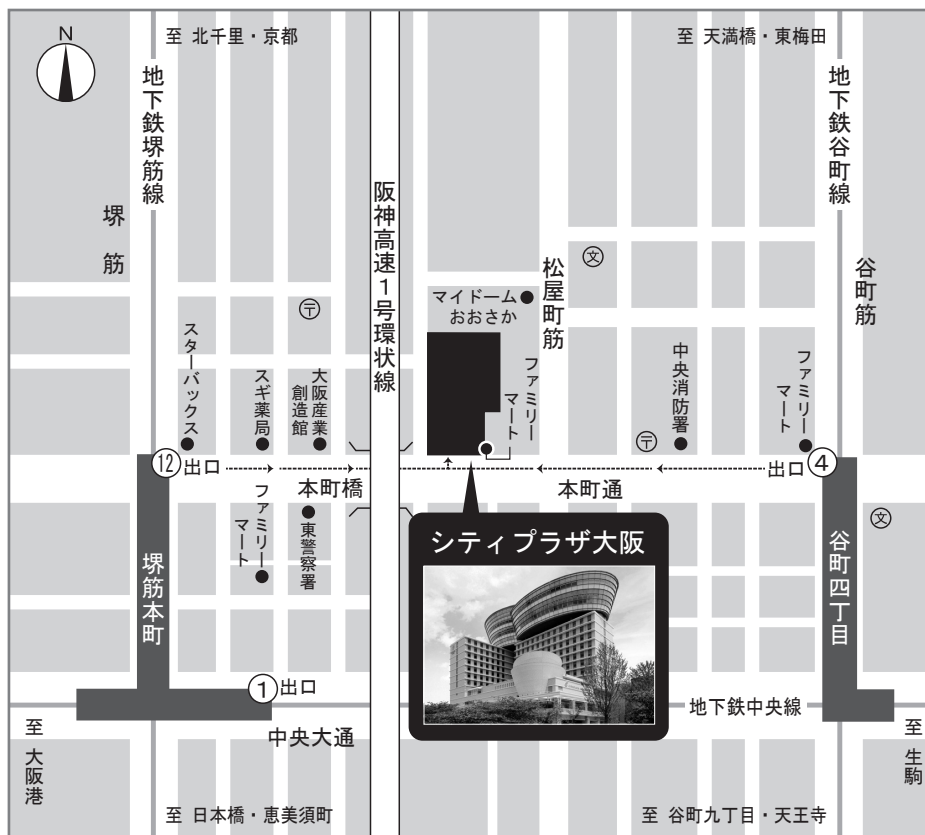 N
至 北千里・京都
至 天満橋・東梅田
地下鉄堺筋線
堺筋
阪神高速1号環状線
地下鉄谷町線
谷町筋
松屋町筋
文
〒
マイドーム
おおさか
スターバックス
スギ薬局
大阪産業
創造館
ファミリー
マート
中央消防署
〒
ファミリー
マート
12 出口
出口 4
本町橋
本町通
ファミリー
マート
東警察署
文
シティプラザ大阪
堺筋本町
谷町四丁目
1 出口
地下鉄中央線
中央大通
至 大阪港
至 生駒
至 日本橋・恵美須町
至 谷町九丁目・天王寺